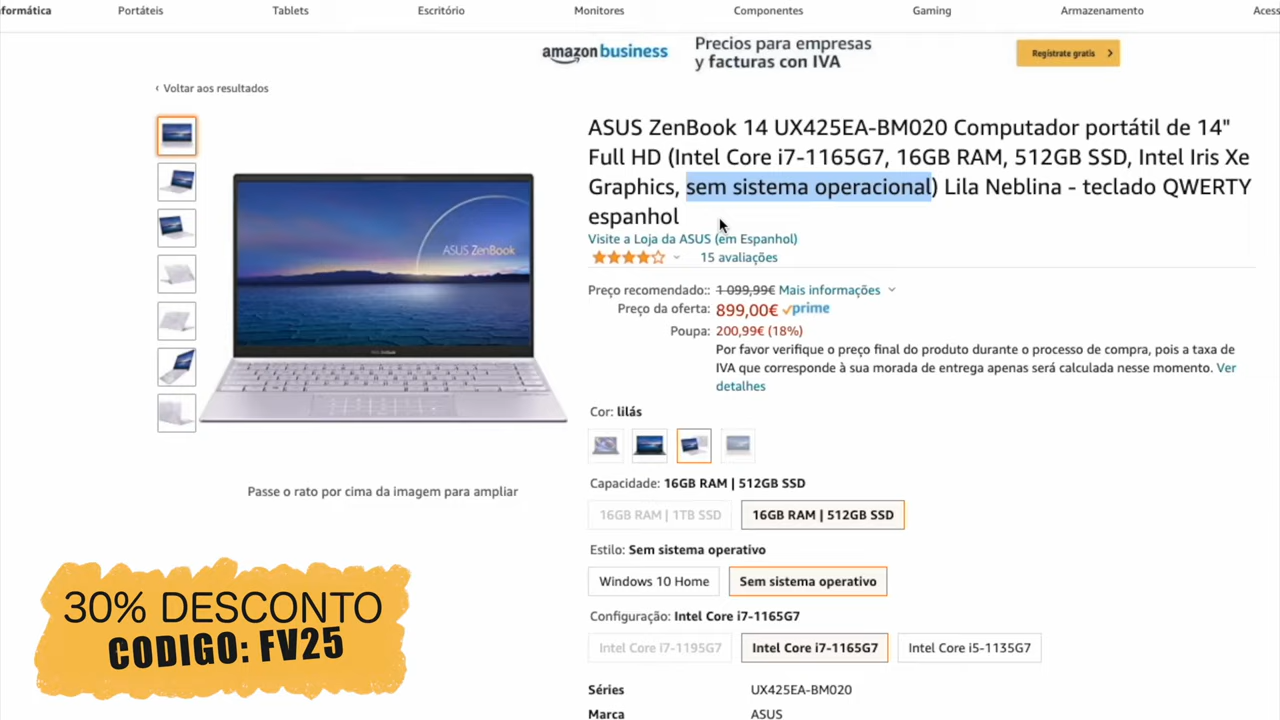 nformática Portáteis Tablets Escritório Monitores Componentes Gaming Armazenamento Acess
amazon business Precios para empresas
y facturas con IVA
Regístrate gratis
‹ Voltar aos resultados
ASUS ZenBook 14 UX425EA-BM020 Computador portátil de 14"
Full HD (Intel Core i7-1165G7, 16GB RAM, 512GB SSD, Intel Iris Xe
Graphics, sem sistema operacional) Lila Neblina - teclado QWERTY
espanhol
Visite a Loja da ASUS (em Espanhol)
15 avaliações
Preço recomendado:: 1 099,99€ Mais informações
Preço da oferta: 899,00€ prime
Poupa: 200,99€ (18%)
Por favor verifique o preço final do produto durante o processo de compra, pois a taxa de
IVA que corresponde à sua morada de entrega apenas será calculada nesse momento. Ver
detalhes
ASUS ZenBook
Cor: lilás
Capacidade: 16GB RAM | 512GB SSD
16GB RAM | 1TB SSD 16GB RAM | 512GB SSD
Passe o rato por cima da imagem para ampliar
Estilo: Sem sistema operativo
Windows 10 Home Sem sistema operativo
Configuração: Intel Core i7-1165G7
Intel Core i7-1195G7 Intel Core i7-1165G7 Intel Core i5-1135G7
Séries UX425EA-BM020
Marca ASUS
30% DESCONTO
CODIGO: FV25